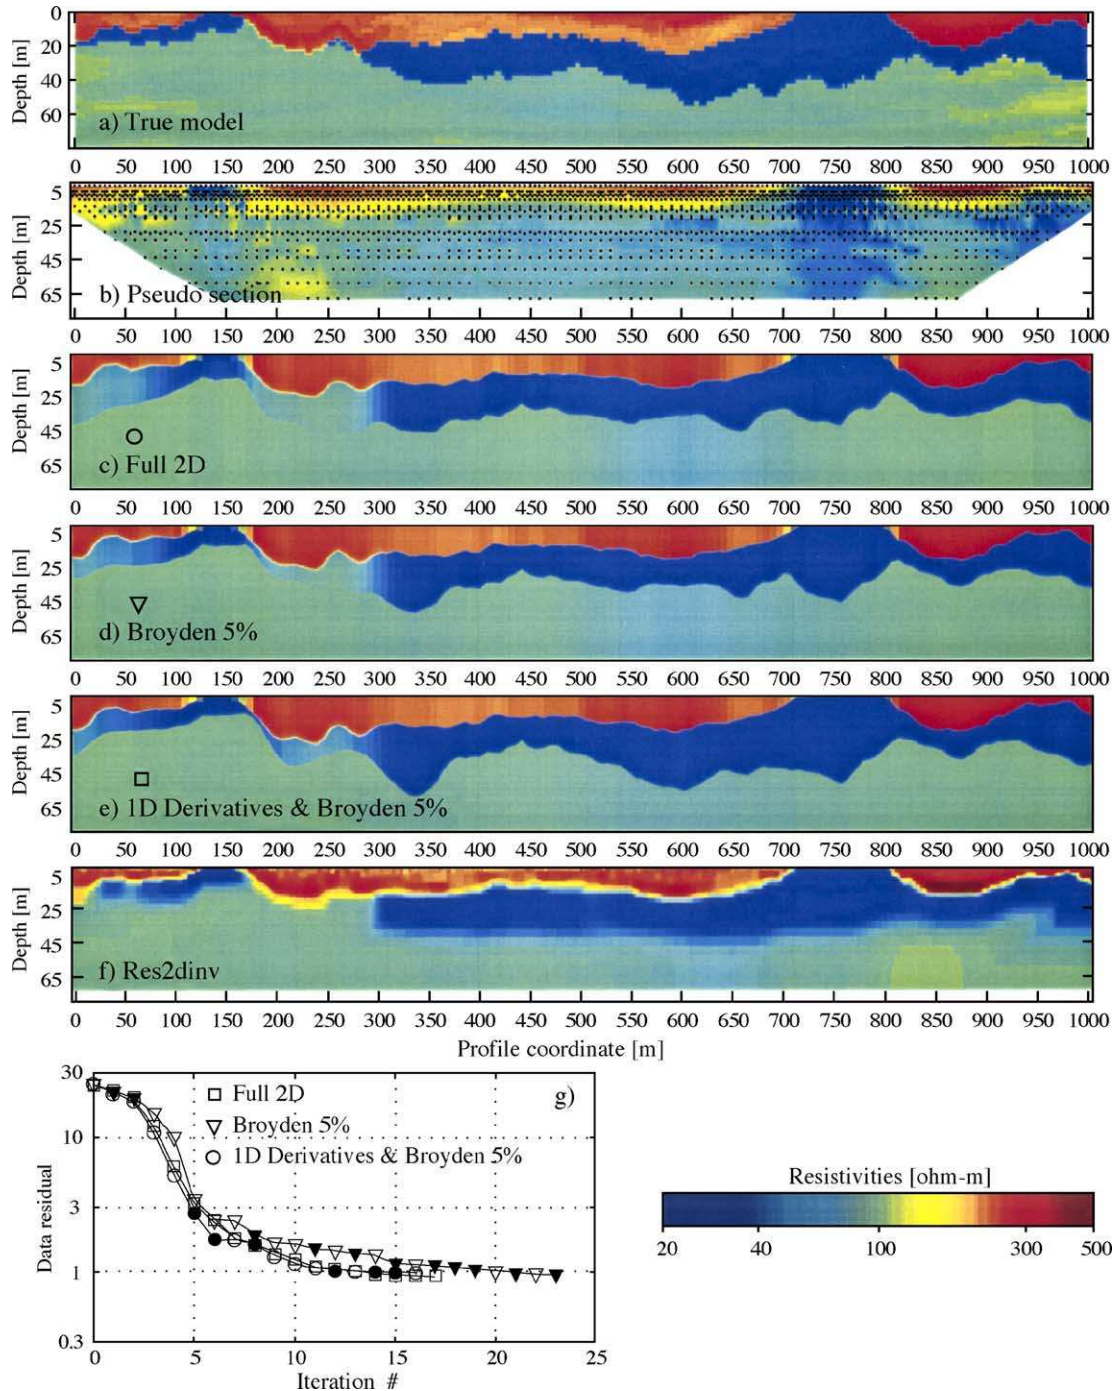 0
20
40
60
Depth [m]
a) True model
0 50 100 150 200 250 300 350 400 450 500 550 600 650 700 750 800 850 900 950 1000
5
25
45
65
Depth [m]
b) Pseudo section
0 50 100 150 200 250 300 350 400 450 500 550 600 650 700 750 800 850 900 950 1000
5
25
45
65
Depth [m]
c) Full 2D
0 50 100 150 200 250 300 350 400 450 500 550 600 650 700 750 800 850 900 950 1000
5
25
45
65
Depth [m]
d) Broyden 5%
0 50 100 150 200 250 300 350 400 450 500 550 600 650 700 750 800 850 900 950 1000
5
25
45
65
Depth [m]
e) 1D Derivatives & Broyden 5%
0 50 100 150 200 250 300 350 400 450 500 550 600 650 700 750 800 850 900 950 1000
5
25
45
65
Depth [m]
f) Res2dinv
0 50 100 150 200 250 300 350 400 450 500 550 600 650 700 750 800 850 900 950 1000
Profile coordinate [m]
30
10
3
1
0.3
Data residual
Full 2D
Broyden 5%
1D Derivatives & Broyden 5%
g)
0 5 10 15 20 25
Iteration #
Resistivities [ohm-m]
20 40 100 300 500